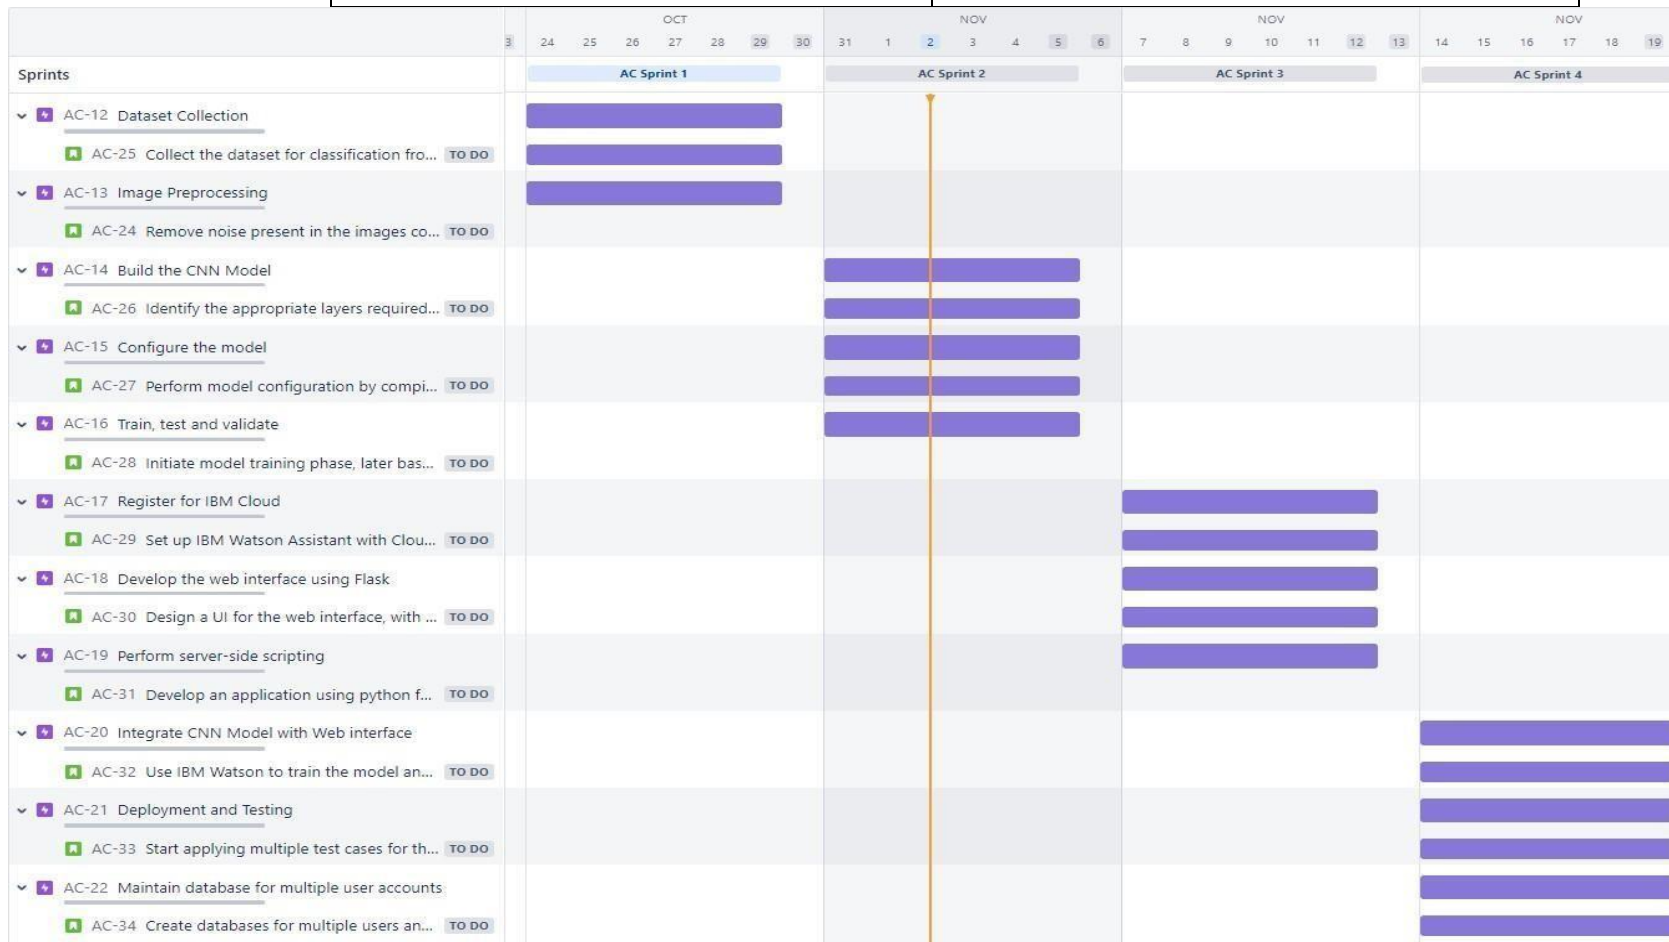 OCT NOV NOV NOV
3 24 25 26 27 28 29 30 31 1 2 3 4 5 6 7 8 9 10 11 12 13 14 15 16 17 18 19
Sprints AC Sprint 1 AC Sprint 2 AC Sprint 3 AC Sprint 4
AC-12 Dataset Collection
AC-25 Collect the dataset for classification fro... TO DO
AC-13 Image Preprocessing
AC-24 Remove noise present in the images co... TO DO
AC-14 Build the CNN Model
AC-26 Identify the appropriate layers required... TO DO
AC-15 Configure the model
AC-27 Perform model configuration by compi... TO DO
AC-16 Train, test and validate
AC-28 Initiate model training phase, later bas... TO DO
AC-17 Register for IBM Cloud
AC-29 Set up IBM Watson Assistant with Clou... TO DO
AC-18 Develop the web interface using Flask
AC-30 Design a UI for the web interface, with ... TO DO
AC-19 Perform server-side scripting
AC-31 Develop an application using python f... TO DO
AC-20 Integrate CNN Model with Web interface
AC-32 Use IBM Watson to train the model an... TO DO
AC-21 Deployment and Testing
AC-33 Start applying multiple test cases for th... TO DO
AC-22 Maintain database for multiple user accounts
AC-34 Create databases for multiple users an... TO DO